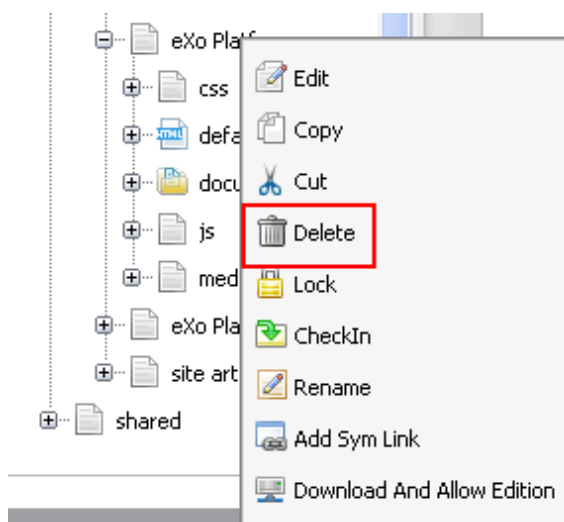 eXo Platf
css
defa
docu
js
med
eXo Pla
site art
shared
Edit
Copy
Cut
Delete
Lock
CheckIn
Rename
Add Sym Link
Download And Allow Edition